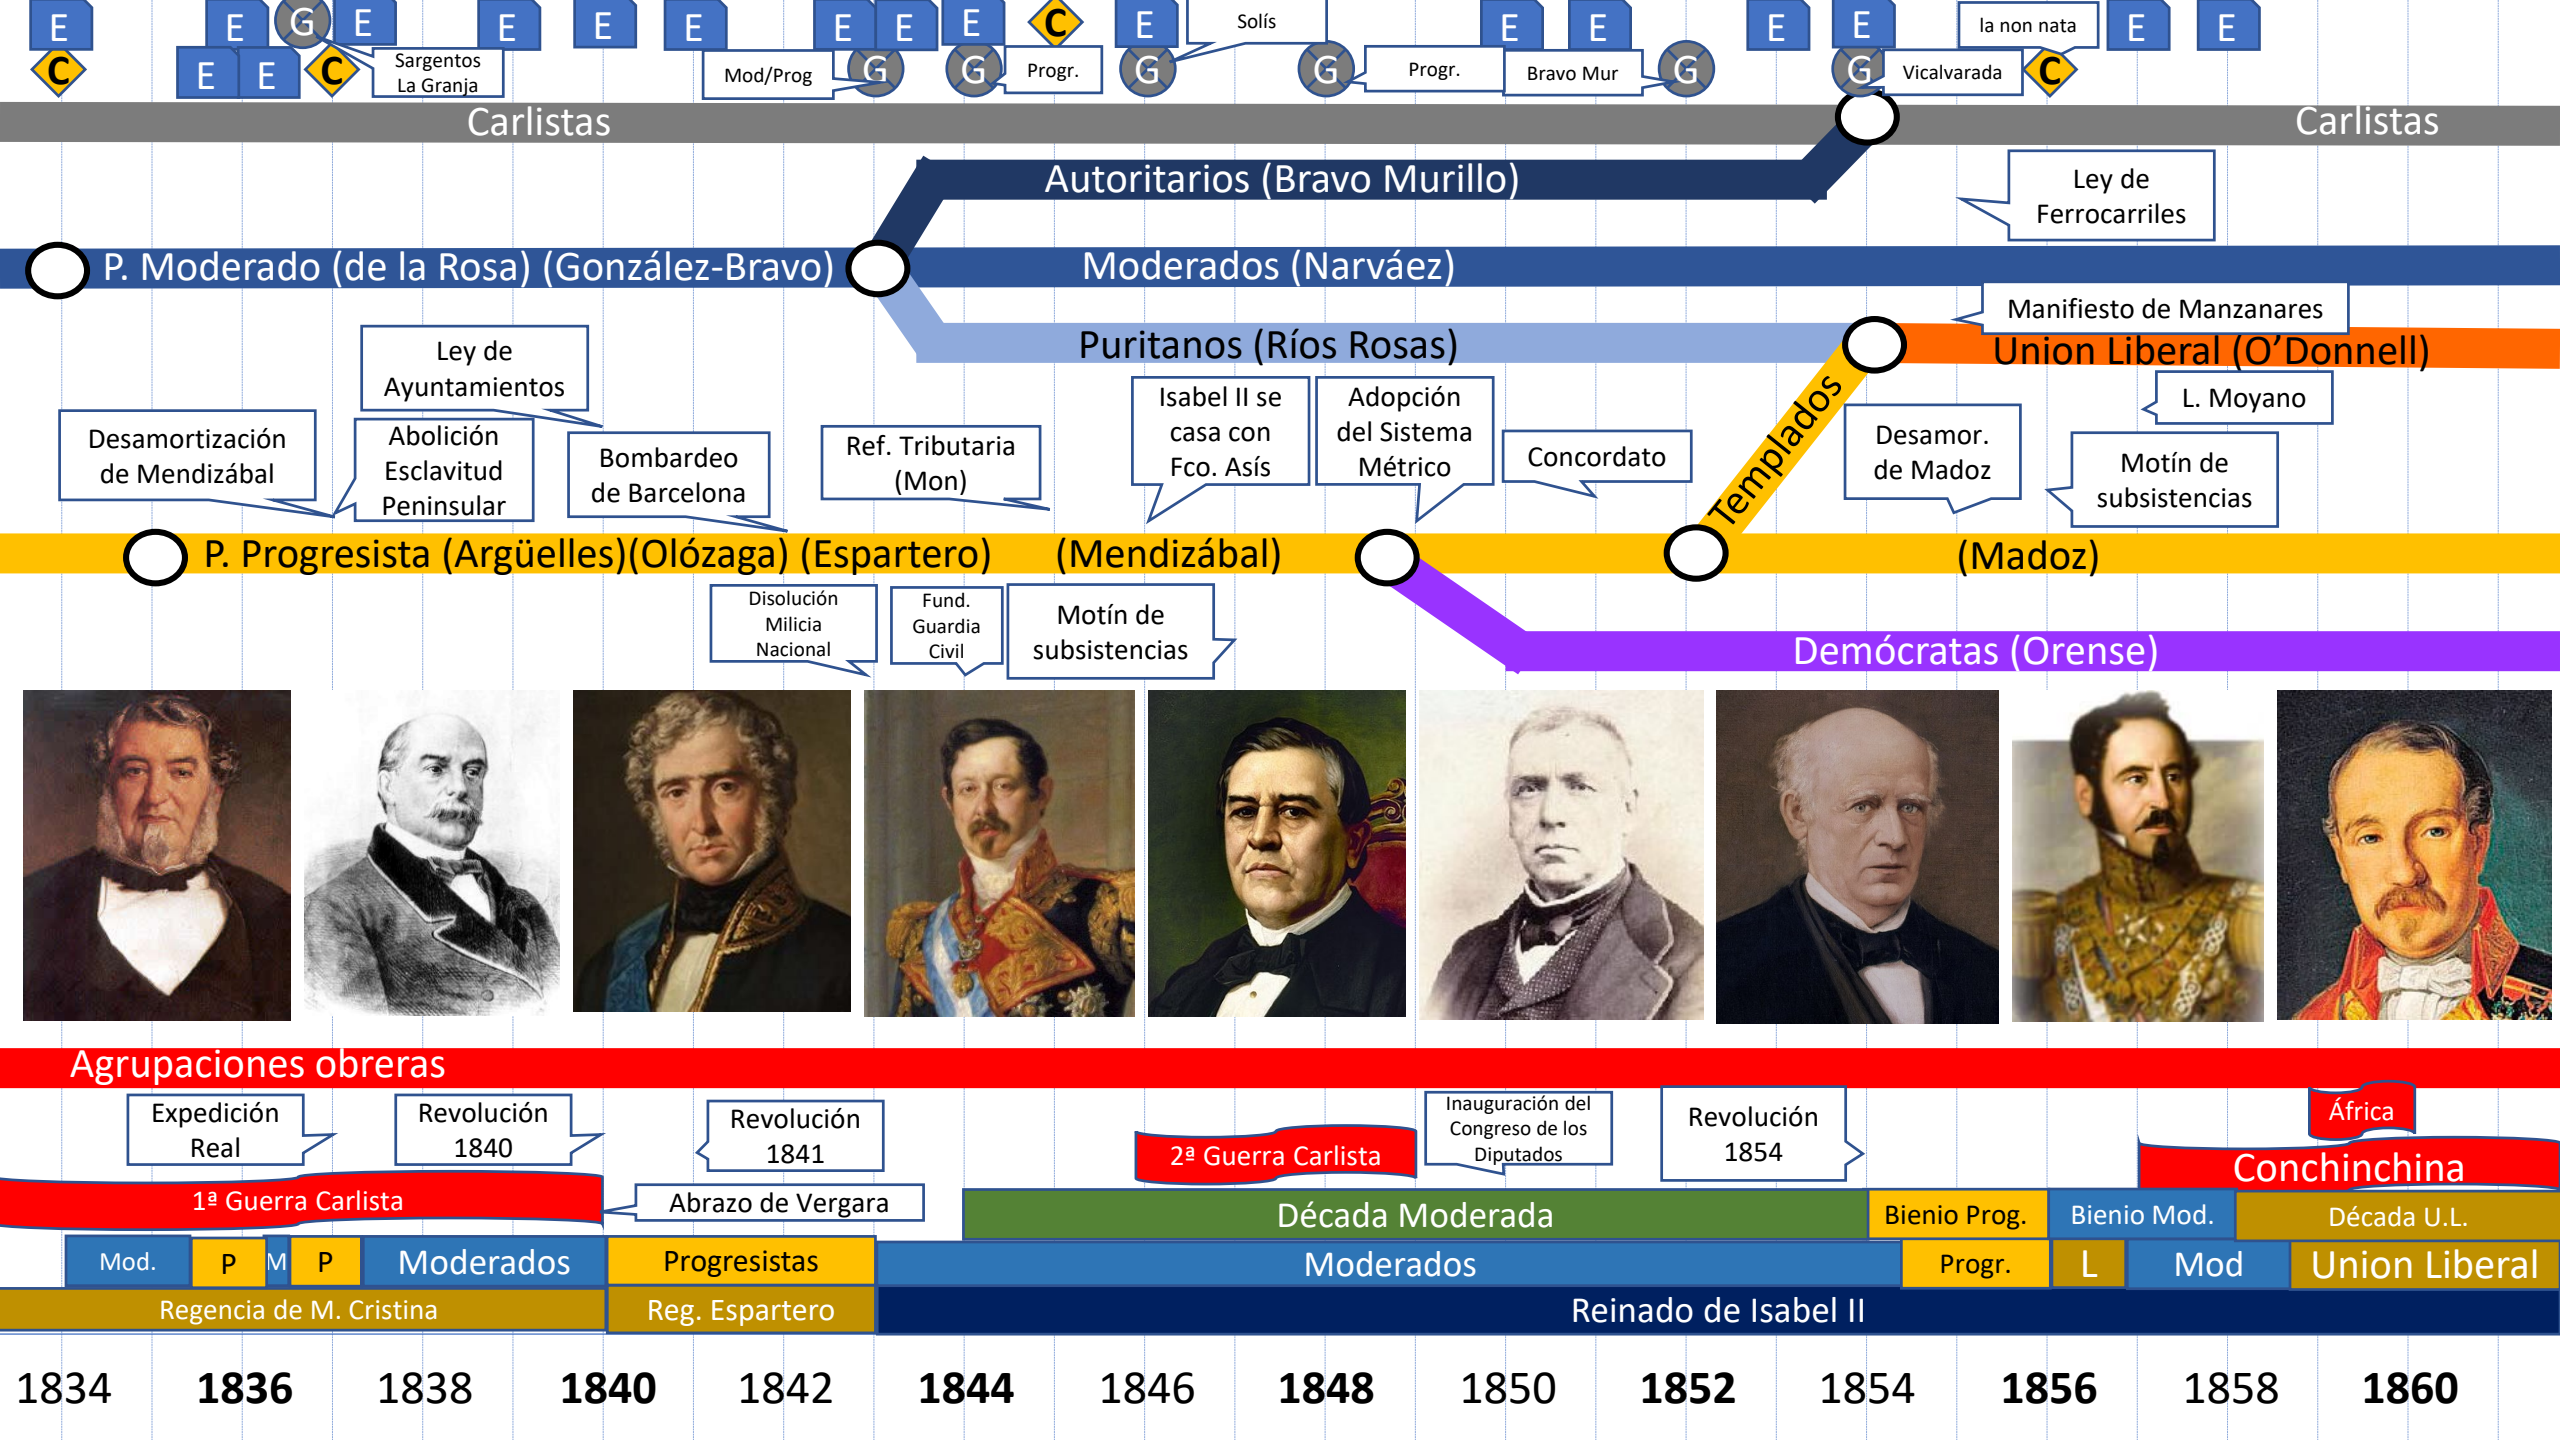 E
E
G
E
E
E
E
E
E
E
C
E
Solís
E
E
E
E
la non nata
E
E
C
E
E
C
Sargentos
La Granja
Mod/Prog
G
G
Progr.
G
G
Progr.
Bravo Mur
G
G
Vicalvarada
C
Carlistas
Carlistas
Autoritarios (Bravo Murillo)
Ley de
Ferrocarriles
P. Moderado (de la Rosa) (González-Bravo)
Moderados (Narváez)
Manifiesto de Manzanares
Puritanos (Ríos Rosas)
Union Liberal (O’Donnell)
Ley de
Ayuntamientos
Desamortización
de Mendizábal
Abolición
Esclavitud
Peninsular
Bombardeo
de Barcelona
Ref. Tributaria
(Mon)
Isabel II se
casa con
Fco. Asís
Adopción
del Sistema
Métrico
Concordato
Templados
Desamor.
de Madoz
L. Moyano
Motín de
subsistencias
P. Progresista (Argüelles)(Olózaga) (Espartero)
(Mendizábal)
(Madoz)
Disolución
Milicia
Nacional
Fund.
Guardia
Civil
Motín de
subsistencias
Demócratas (Orense)
Agrupaciones obreras
Expedición
Real
Revolución
1840
Revolución
1841
2ª Guerra Carlista
Inauguración del
Congreso de los
Diputados
Revolución
1854
África
Conchinchina
1ª Guerra Carlista
Abrazo de Vergara
Década Moderada
Bienio Prog.
Bienio Mod.
Década U.L.
Mod.
P
M
P
Moderados
Progresistas
Moderados
Progr.
L
Mod
Union Liberal
Regencia de M. Cristina
Reg. Espartero
Reinado de Isabel II
1834
1836
1838
1840
1842
1844
1846
1848
1850
1852
1854
1856
1858
1860